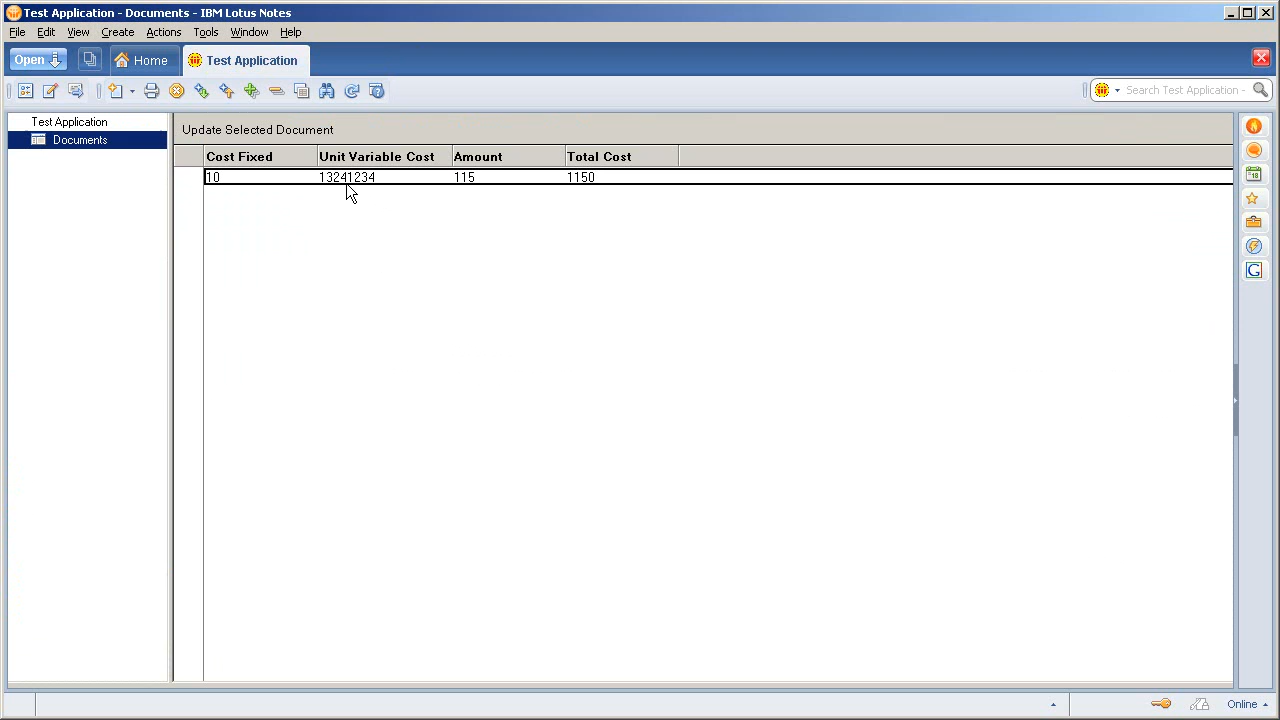 Test Application - Documents - IBM Lotus Notes
File Edit View Create Actions Tools Window Help
Open Home Test Application
Search Test Application -
Test Application
Documents
Update Selected Document
Cost Fixed Unit Variable Cost Amount Total Cost
10 13241234 115 1150
18
G
Online